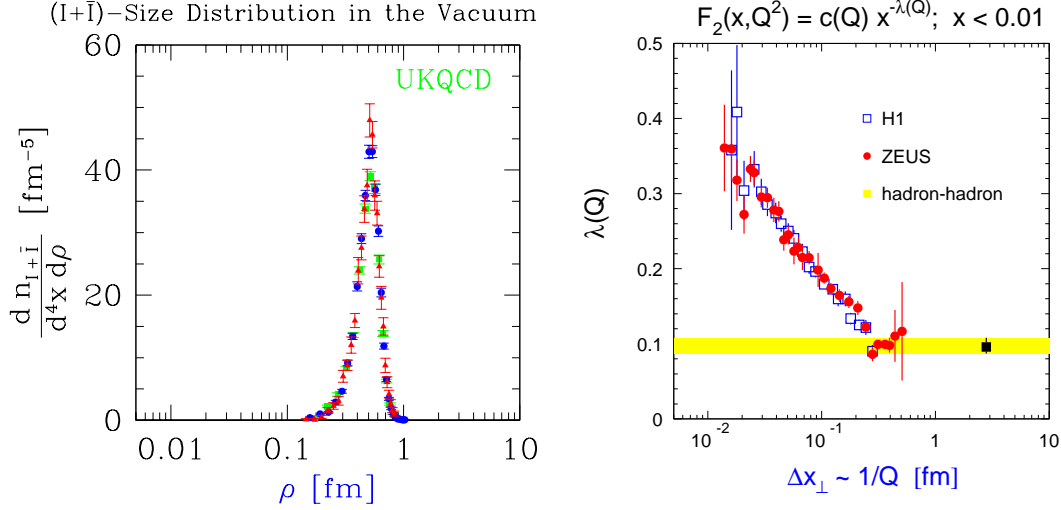 (I+Ī)−Size Distribution in the Vacuum
60
40
20
0
UKQCD
d n_{I+Ī}
d⁴x dρ
[fm⁻⁵]
0.01 0.1 1 10
ρ [fm]
F₂(x,Q²) = c(Q) x^{-λ(Q)}; x < 0.01
0.5
0.4
0.3
0.2
0.1
0
λ(Q)
H1
ZEUS
hadron-hadron
10⁻² 10⁻¹ 1 10
Δx⊥ ~ 1/Q [fm]